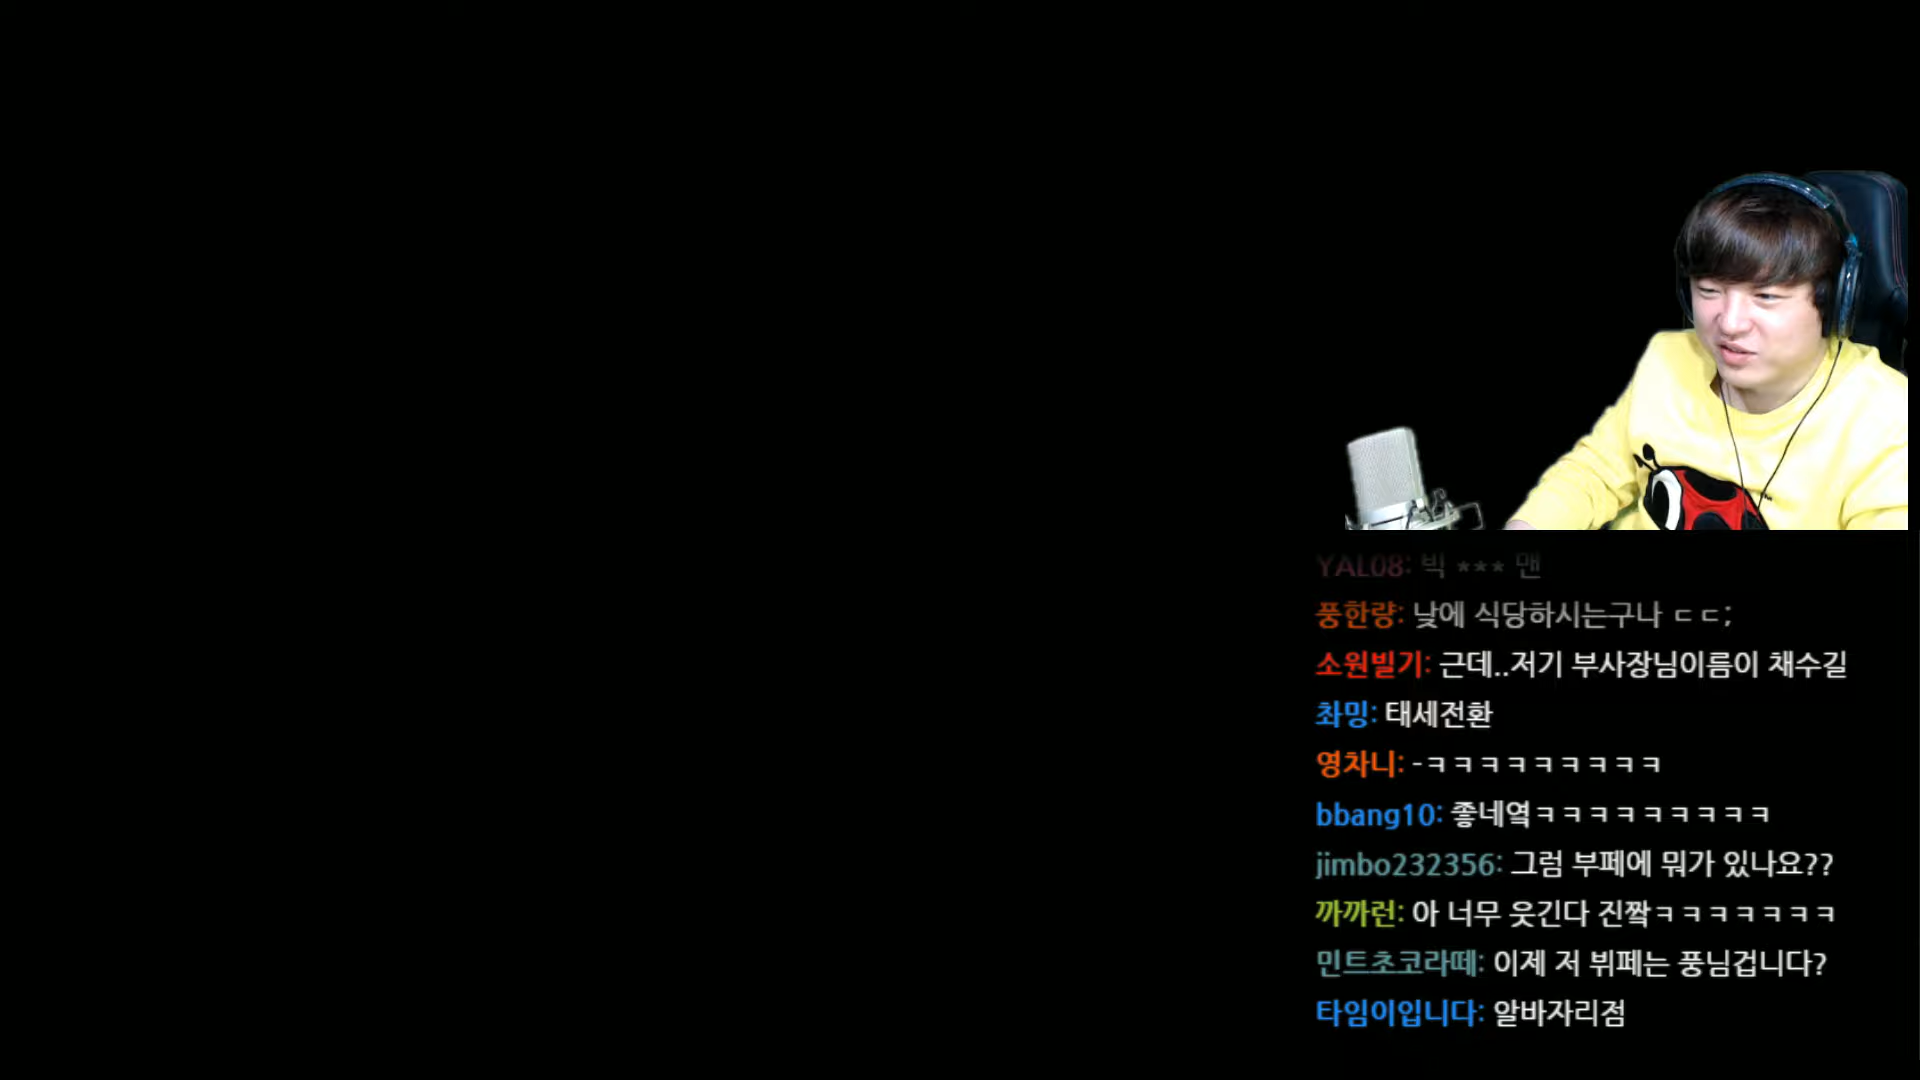 YAL08: 빅 *** 맨
풍한량: 낮에 식당하시는구나 ㄷㄷ;
소원빌기: 근데..저기 부사장님이름이 채수길
촤밍: 태세전환
영차니: -ㅋㅋㅋㅋㅋㅋㅋㅋㅋ
bbang10: 좋네옄ㅋㅋㅋㅋㅋㅋㅋㅋㅋ
jimbo232356: 그럼 부페에 뭐가 있나요??
까까런: 아 너무 웃긴다 진짴ㅋㅋㅋㅋㅋㅋㅋ
민트초코라떼: 이제 저 뷔페는 풍님겁니다?
타임이입니다: 알바자리점